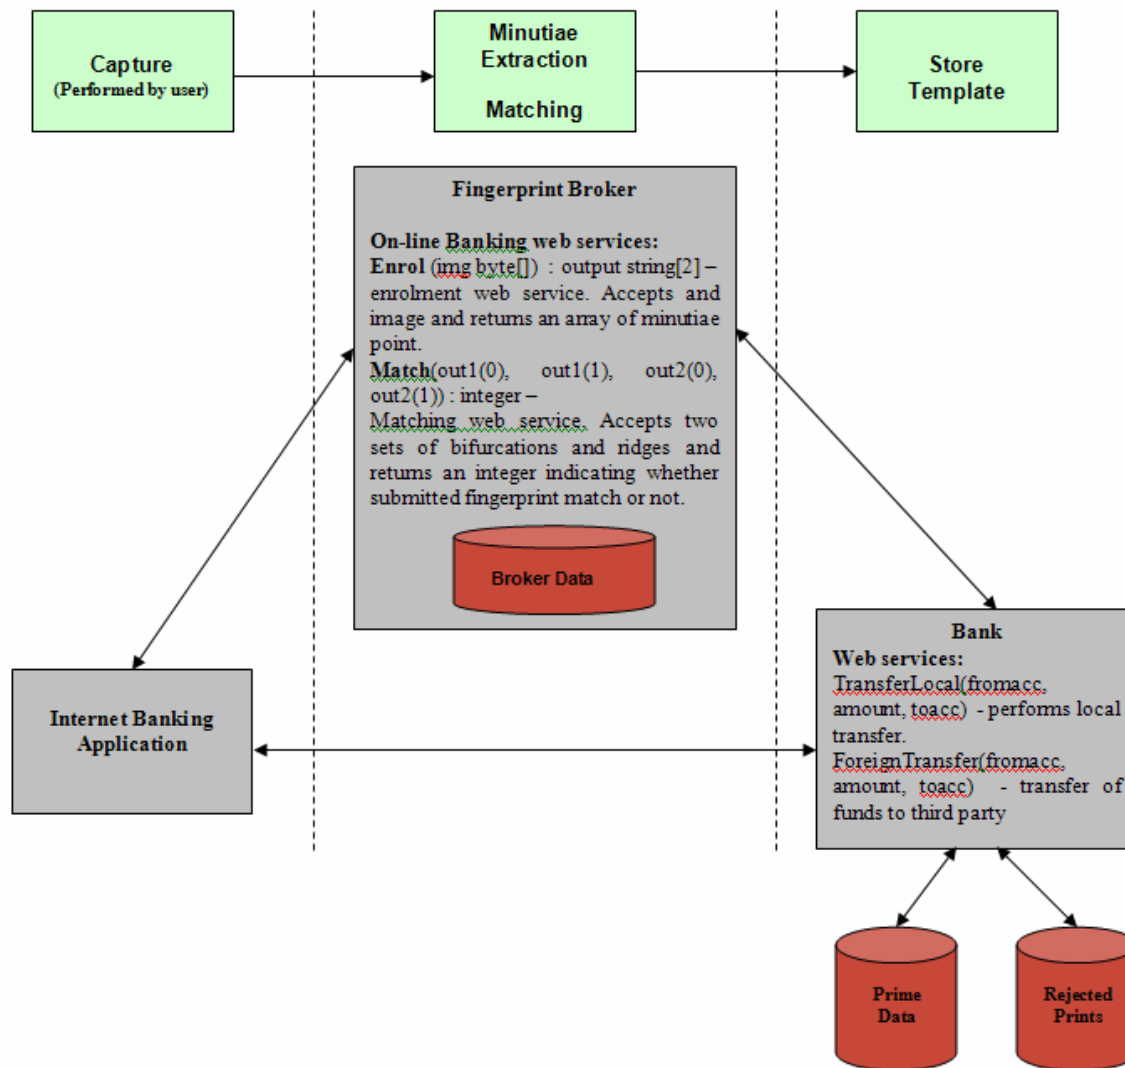 Capture
(Performed by user)
Minutiae
Extraction
Matching
Store
Template
Fingerprint Broker
On-line Banking web services:
Enrol (img byte[]) : output string[2] –
enrolment web service. Accepts and
image and returns an array of minutiae
point.
Match(out1(0), out1(1), out2(0),
out2(1)) : integer –
Matching web service. Accepts two
sets of bifurcations and ridges and
returns an integer indicating whether
submitted fingerprint match or not.
Broker Data
Internet Banking
Application
Bank
Web services:
TransferLocal(fromacc,
amount, toacc) - performs local
transfer.
ForeignTransfer(fromacc,
amount, toacc) - transfer of
funds to third party
Prime
Data
Rejected
Prints